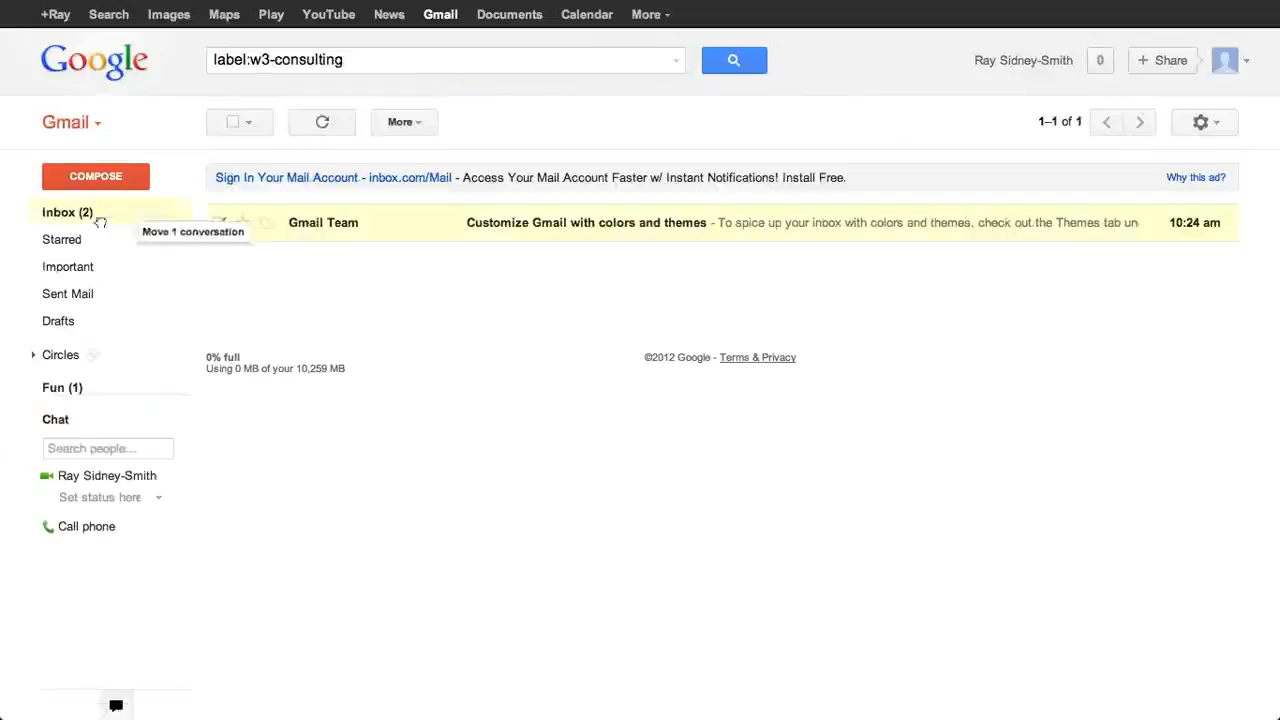 +Ray Search Images Maps Play YouTube News Gmail Documents Calendar More
Google
label:w3-consulting
Ray Sidney-Smith
0
+ Share
Gmail
More
1–1 of 1
COMPOSE
Sign In Your Mail Account - inbox.com/Mail - Access Your Mail Account Faster w/ Instant Notifications! Install Free.
Why this ad?
Inbox (2)
Move 1 conversation
Gmail Team
Customize Gmail with colors and themes - To spice up your inbox with colors and themes, check out the Themes tab un
10:24 am
Starred
Important
Sent Mail
Drafts
Circles
0% full
Using 0 MB of your 10,259 MB
©2012 Google - Terms & Privacy
Fun (1)
Chat
Search people...
Ray Sidney-Smith
Set status here
Call phone